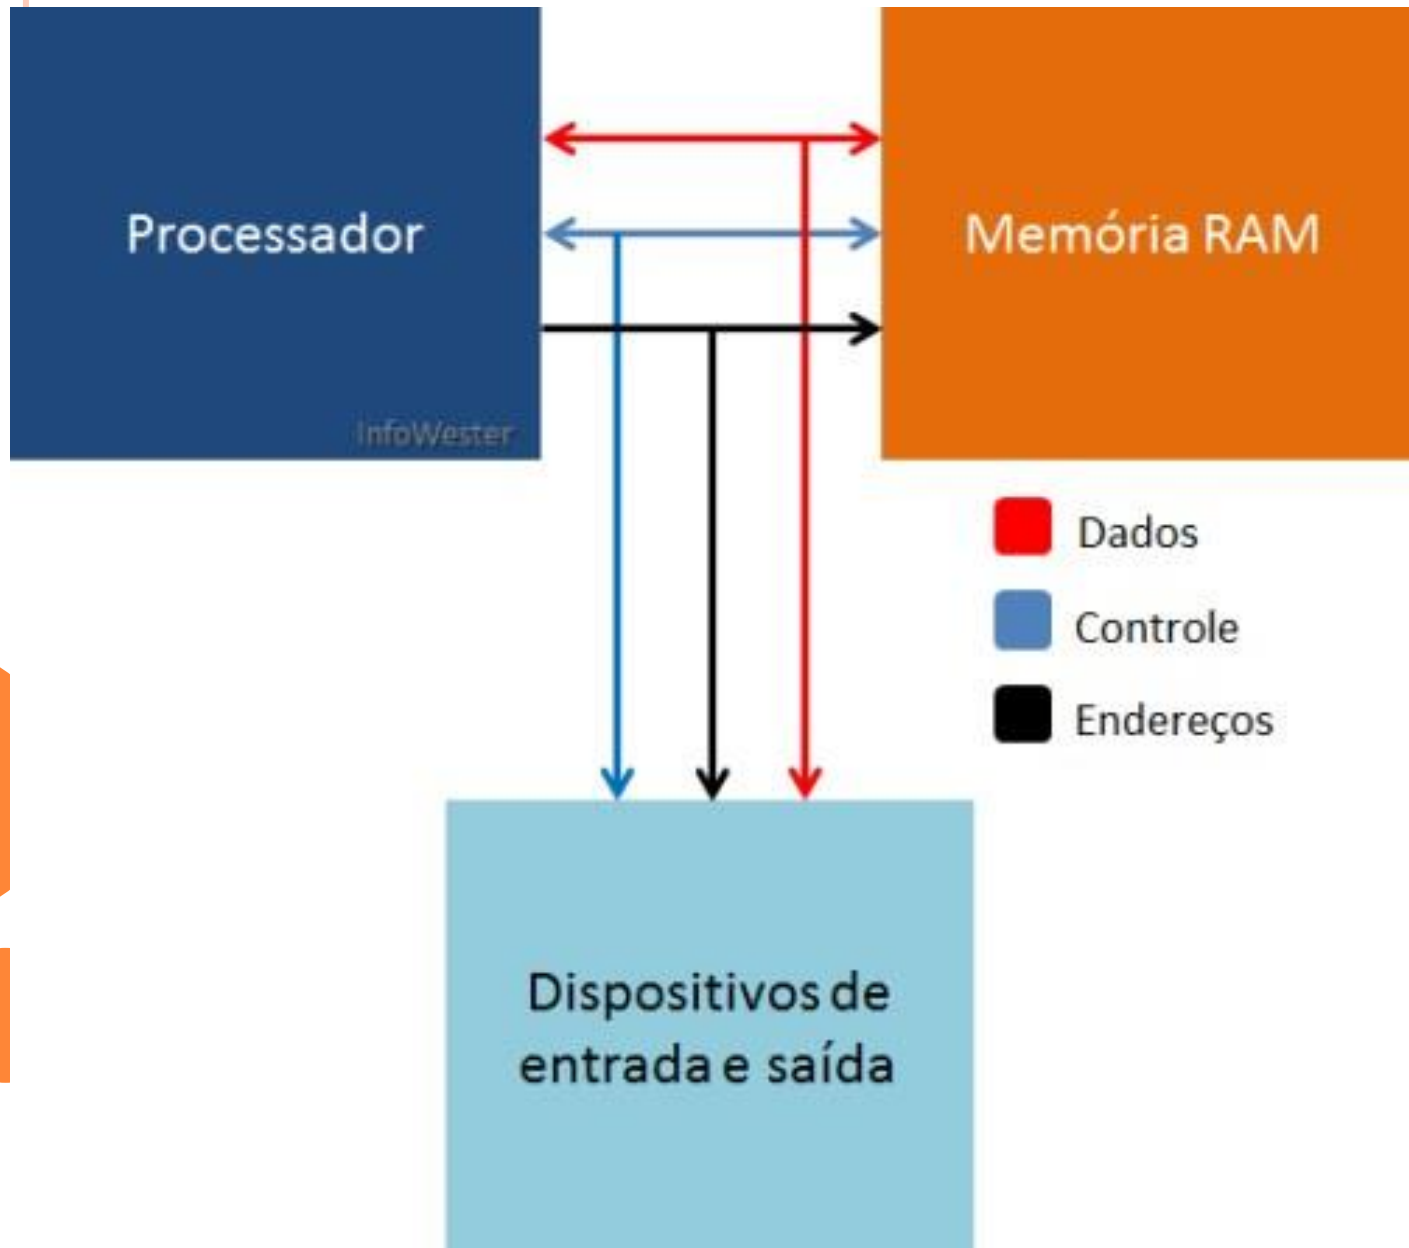 Processador
Memória RAM
InfoWester
Dados
Controle
Endereços
Dispositivos de
entrada e saída